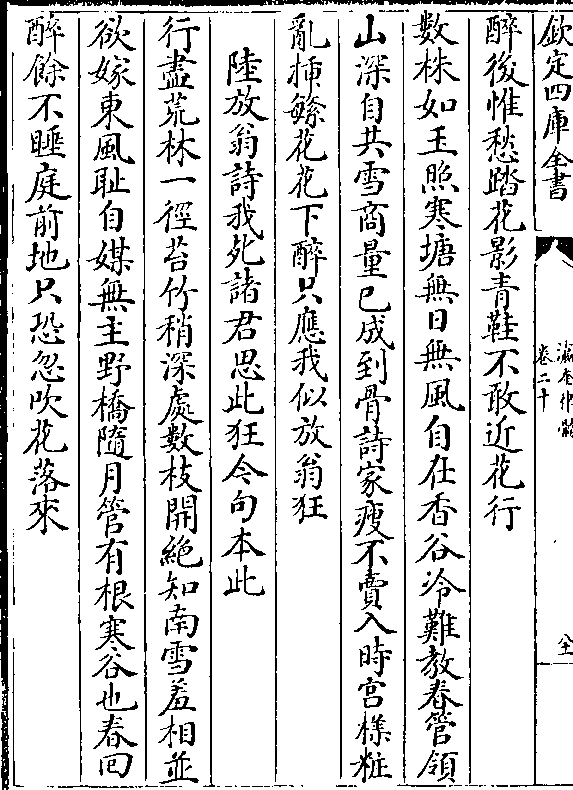 欽定四庫全書
瀛奎律髓
卷二十
醉後惟愁踏花影青鞋不敢近花行
數株如玉照寒塘無日無風自在香谷冷難教春管領
山深自共雪商量已成到骨詩家瘦不賣入時宮樣粧
亂揷繁花花下醉只應我似放翁狂
陸放翁詩我死諸君思此狂令句本此
行盡荒林一徑苔竹稍深處數枝開絶知南雪羞相並
欲嫁東風耻自媒無主野橋隨月管有根寒谷也春回
醉餘不睡庭前地只恐忽吹花落來